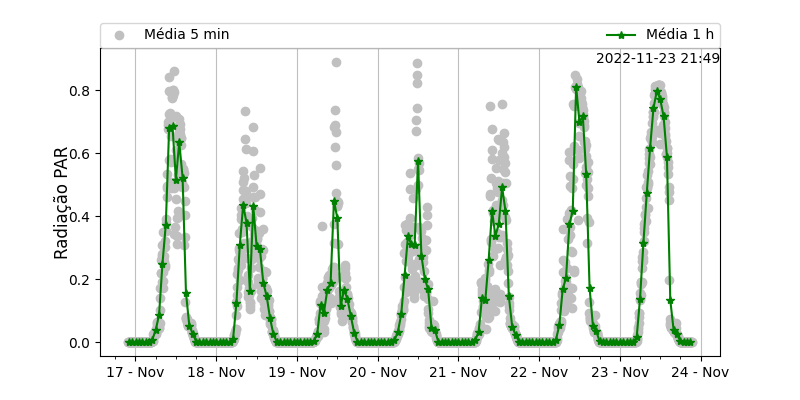 Média 5 min
Média 1 h
2022-11-23 21:49
Radiação PAR
0.8
0.6
0.4
0.2
0.0
17 - Nov
18 - Nov
19 - Nov
20 - Nov
21 - Nov
22 - Nov
23 - Nov
24 - Nov